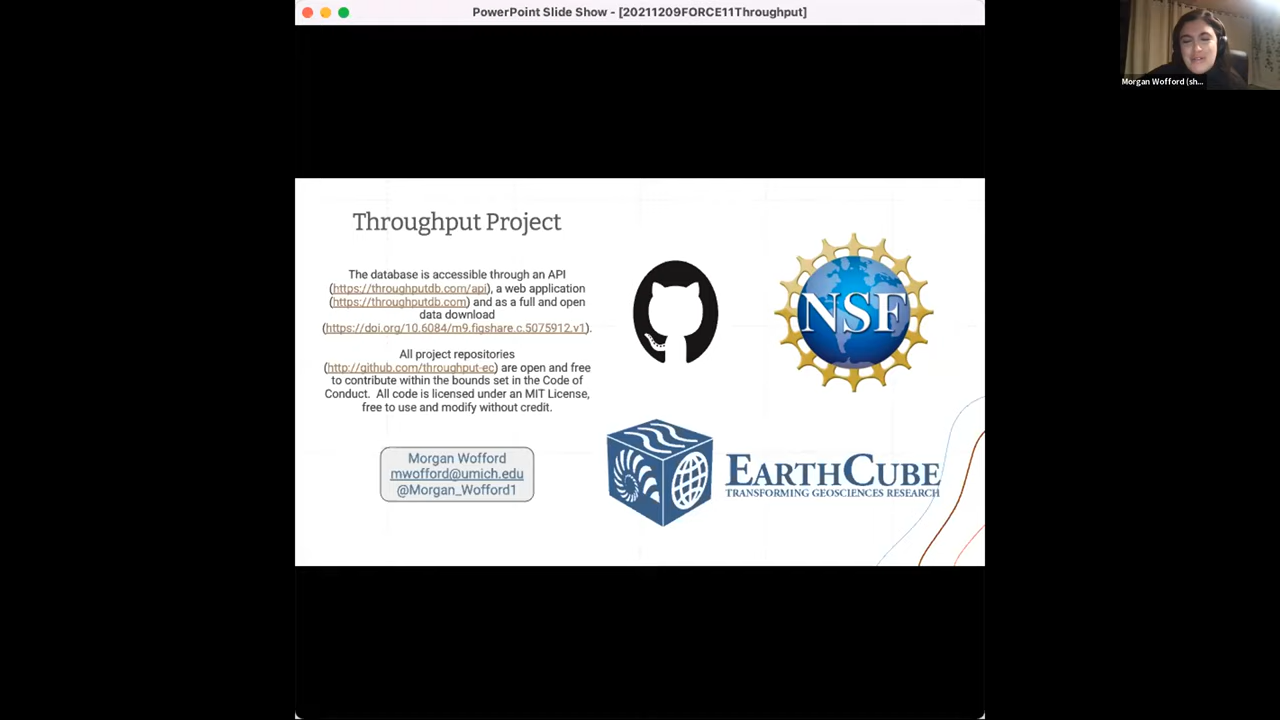 PowerPoint Slide Show - [20211209FORCE11Throughput]
Morgan Wofford (sh...
Throughput Project
The database is accessible through an API
(https://throughputdb.com/api), a web application
(https://throughputdb.com) and as a full and open
data download
(https://doi.org/10.6084/m9.figshare.c.5075912.v1).
All project repositories
(http://github.com/throughput-ec) are open and free
to contribute within the bounds set in the Code of
Conduct. All code is licensed under an MIT License,
free to use and modify without credit.
Morgan Wofford
mwofford@umich.edu
@Morgan_Wofford1
NSF
EARTHCUBE
TRANSFORMING GEOSCIENCES RESEARCH